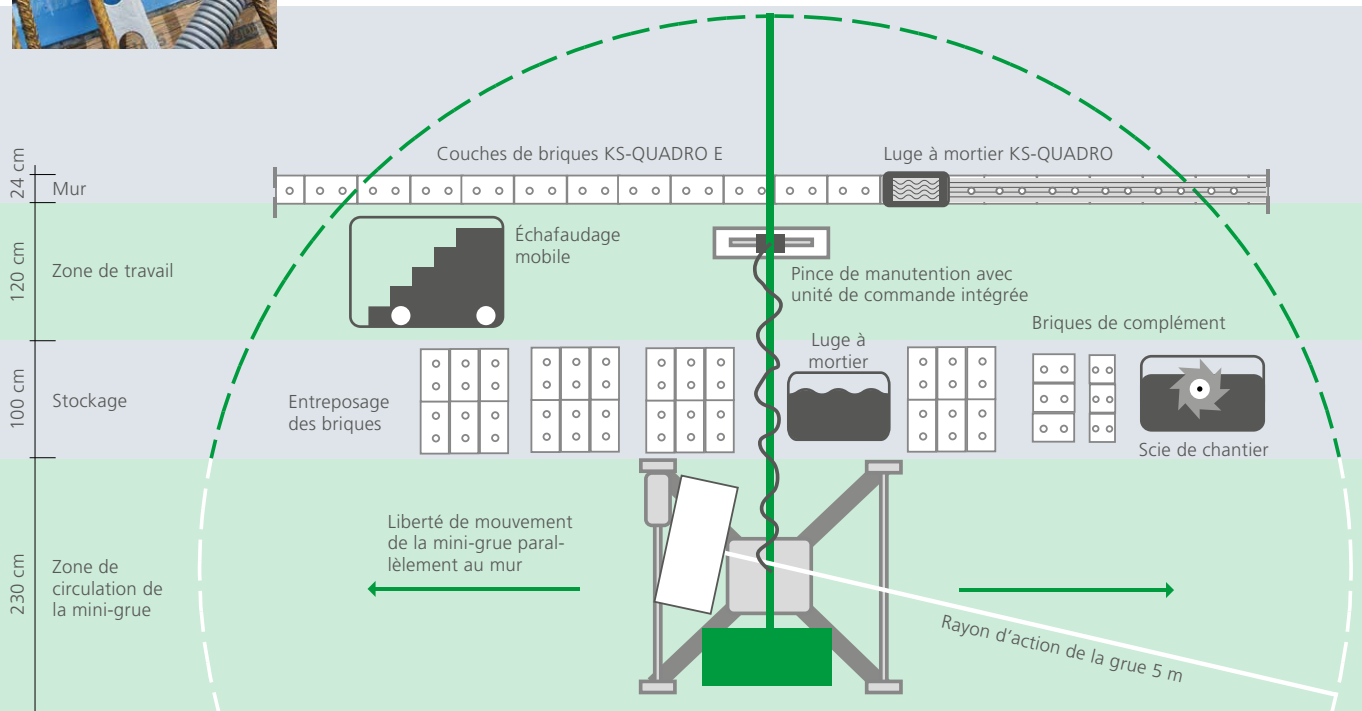 Couches de briques KS-QUADRO E
Luge à mortier KS-QUADRO
24 cm
Mur
Échafaudage
mobile
120 cm
Zone de travail
Pince de manutention avec
unité de commande intégrée
Briques de complément
Luge à
mortier
100 cm
Stockage
Entreposage
des briques
Scie de chantier
Liberté de mouvement
de la mini-grue paral-
lèlement au mur
230 cm
Zone de
circulation de
la mini-grue
Rayon d’action de la grue 5 m